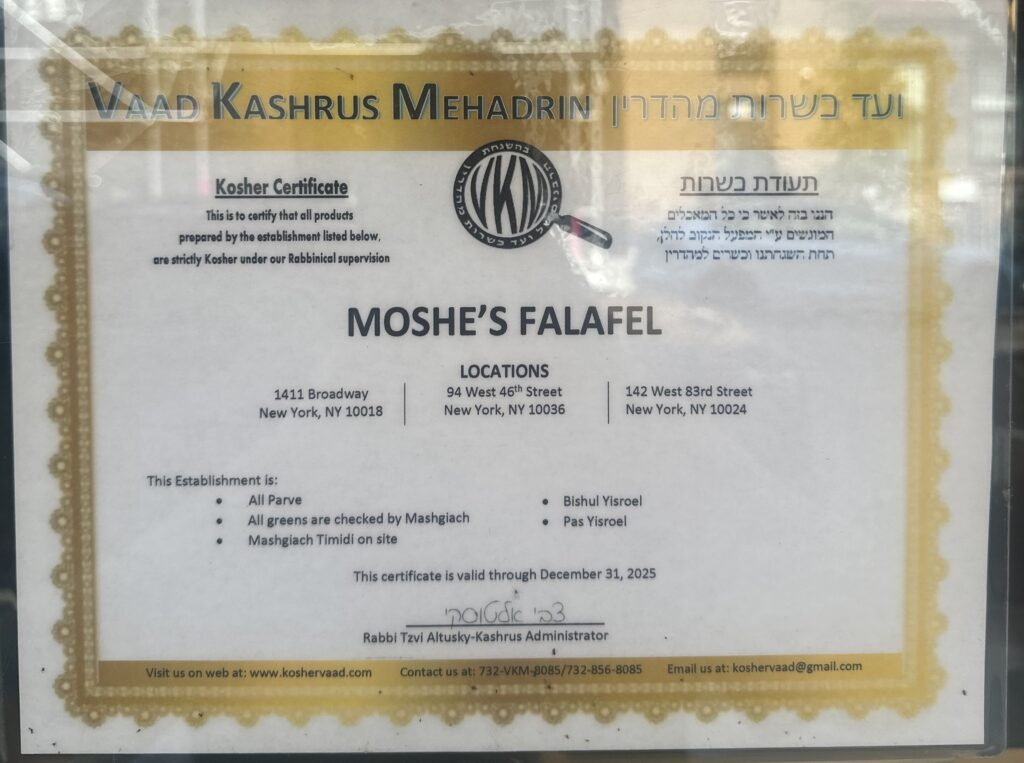 VAAD KASHRUS MEHADRIN ועד כשרות מהדרין
בהשגחת
VKM
של ועד כשרות מהדרין
Kosher Certificate
This is to certify that all products
prepared by the establishment listed below,
are strictly Kosher under our Rabbinical supervision
תעודת כשרות
הננו בזה לאשר כי כל המאכלים
המוגשים ע"י המפעל הנקוב להלן,
תחת השגחתנו וכשרים למהדרין
MOSHE'S FALAFEL
LOCATIONS
1411 Broadway
New York, NY 10018
94 West 46th Street
New York, NY 10036
142 West 83rd Street
New York, NY 10024
This Establishment is:
• All Parve
• All greens are checked by Mashgiach
• Mashgiach Timidi on site
• Bishul Yisroel
• Pas Yisroel
This certificate is valid through December 31, 2025
צבי אלטוסקי
Rabbi Tzvi Altusky-Kashrus Administrator
Visit us on web at: www.koshervaad.com
Contact us at: 732-VKM-8085/732-856-8085
Email us at: koshervaad@gmail.com